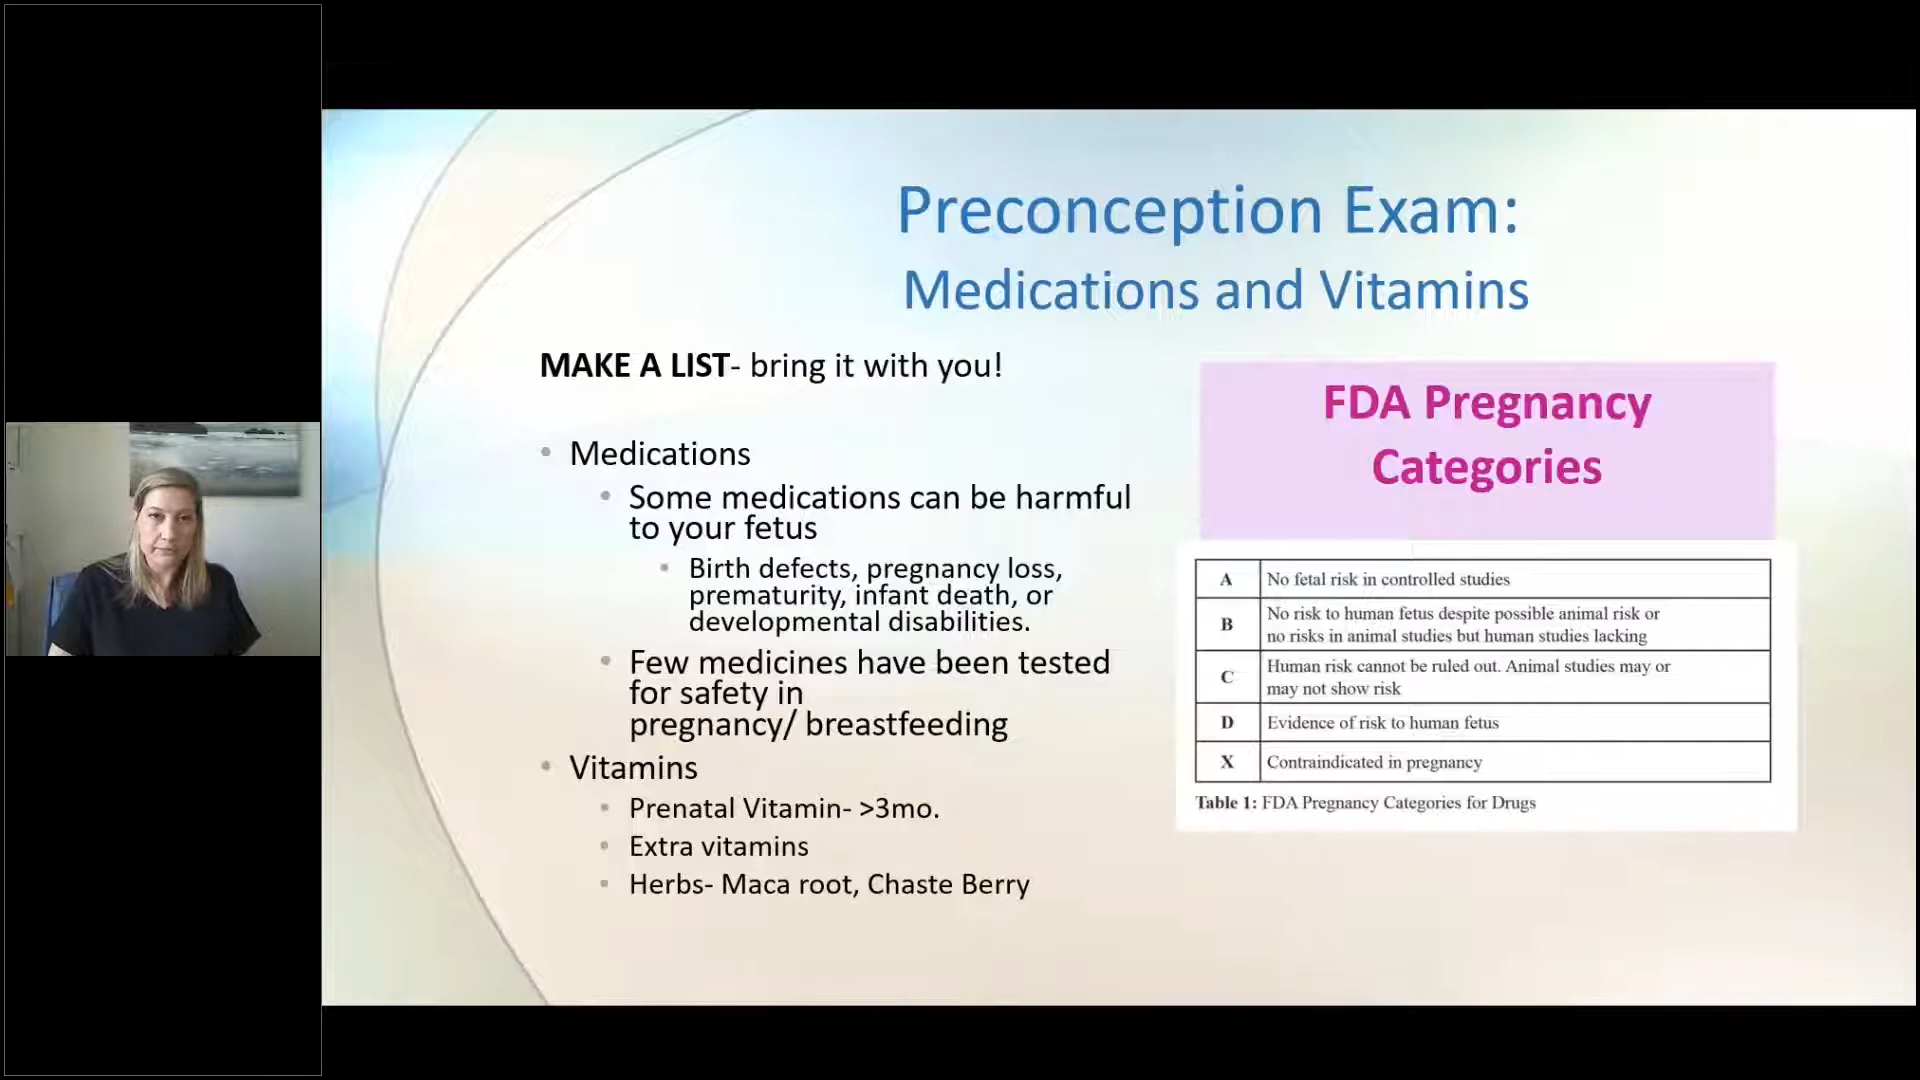 Preconception Exam:
Medications and Vitamins
MAKE A LIST- bring it with you!
• Medications
• Some medications can be harmful
to your fetus
• Birth defects, pregnancy loss,
prematurity, infant death, or
developmental disabilities.
• Few medicines have been tested
for safety in
pregnancy/ breastfeeding
• Vitamins
• Prenatal Vitamin- >3mo.
• Extra vitamins
• Herbs- Maca root, Chaste Berry
FDA Pregnancy
Categories
A No fetal risk in controlled studies
B No risk to human fetus despite possible animal risk or
no risks in animal studies but human studies lacking
C Human risk cannot be ruled out. Animal studies may or
may not show risk
D Evidence of risk to human fetus
X Contraindicated in pregnancy
Table 1: FDA Pregnancy Categories for Drugs